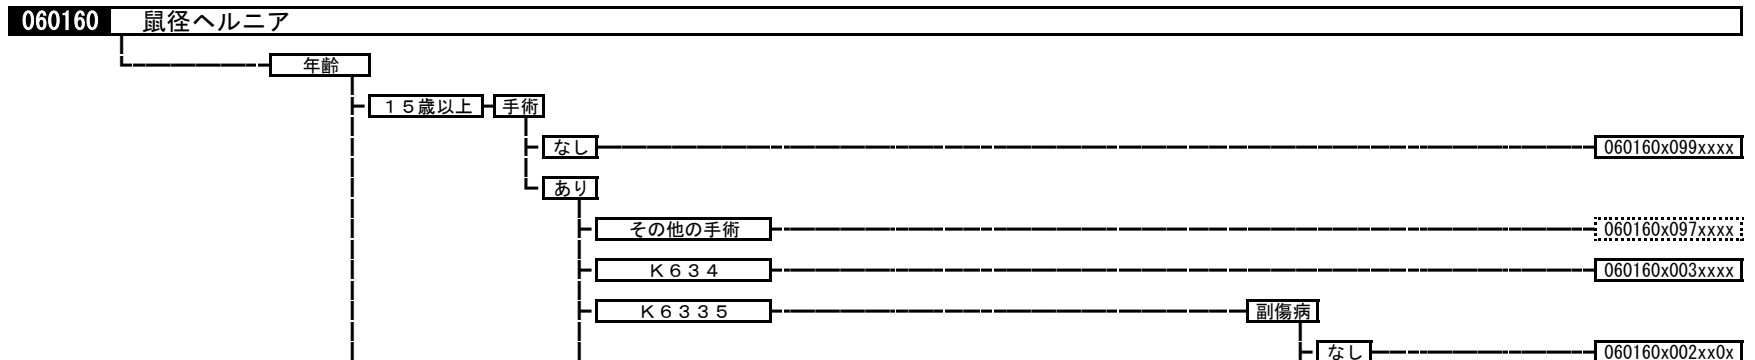 060160 鼠径ヘルニア
年齢
１５歳以上 手術
なし 060160x099xxxx
あり
その他の手術 060160x097xxxx
Ｋ６３４ 060160x003xxxx
Ｋ６３３５ 副傷病
なし 060160x002xx0x